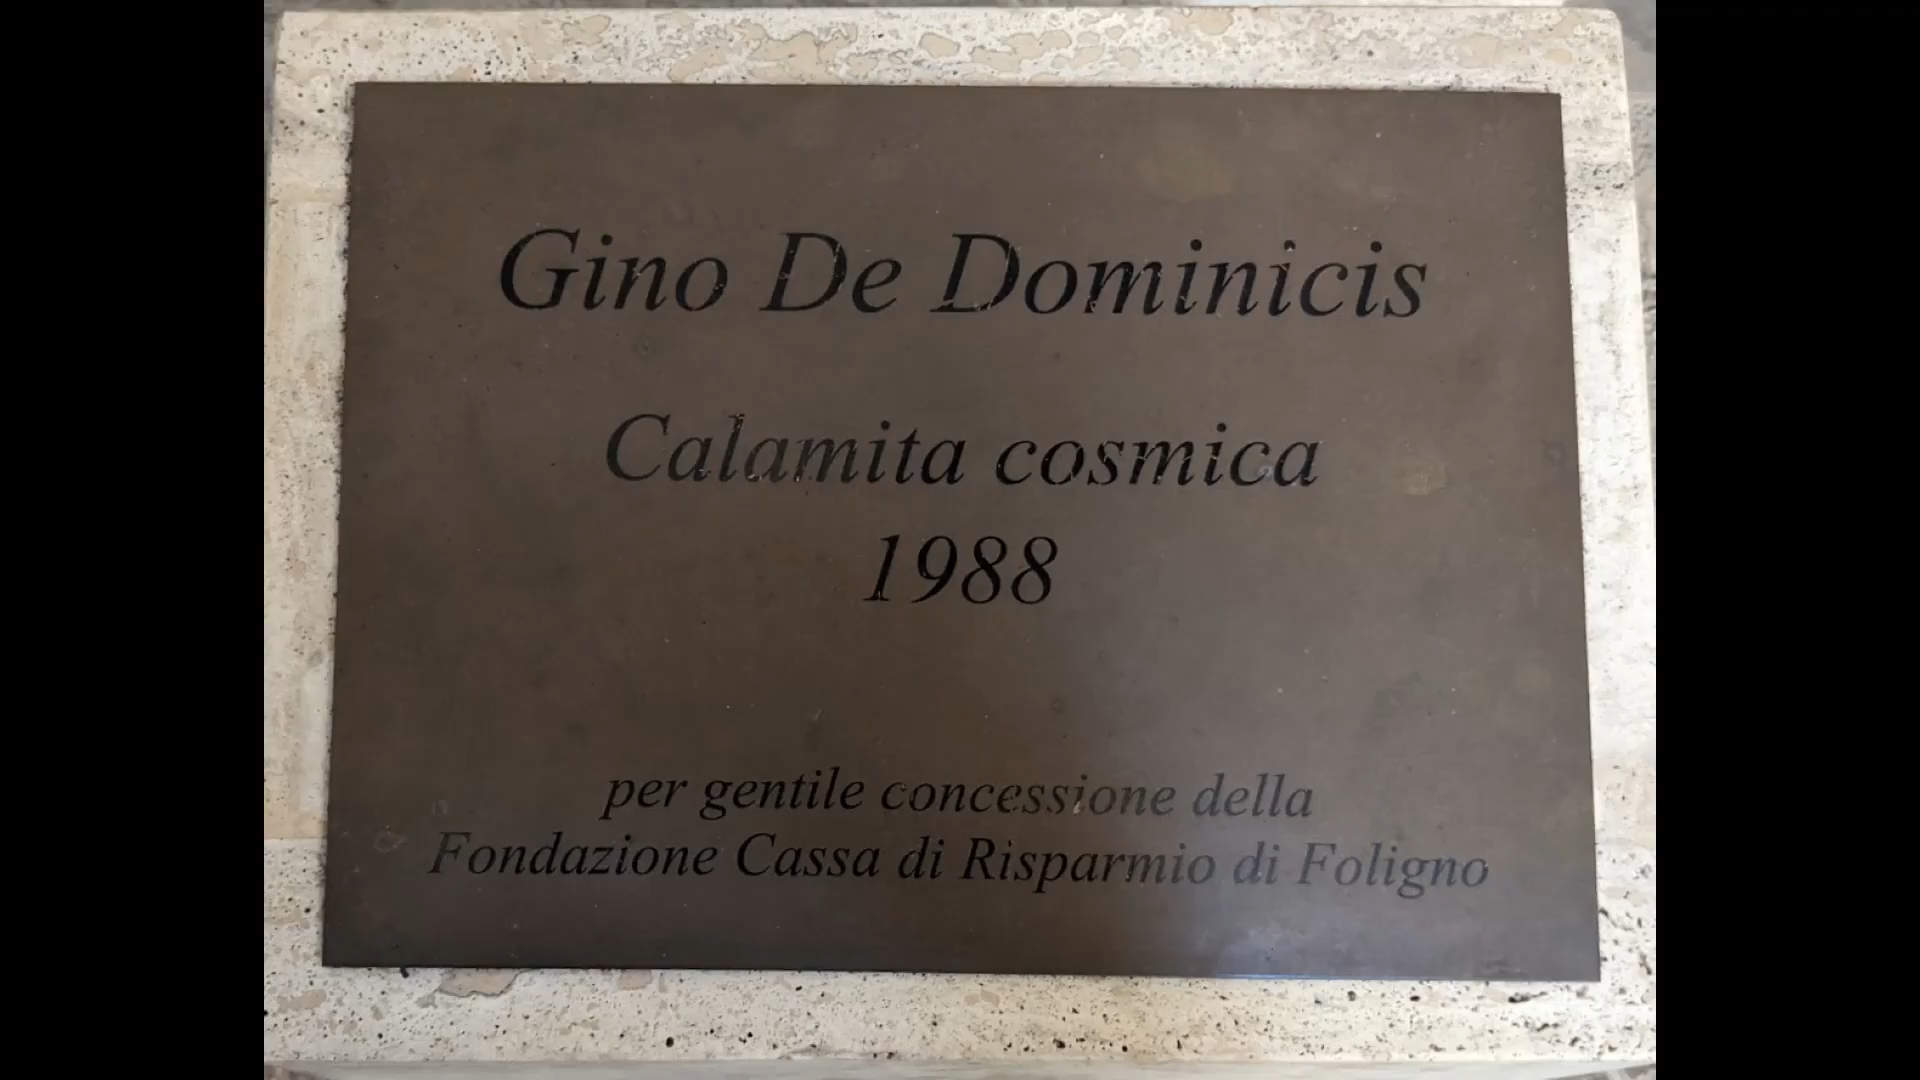 Gino De Dominicis
Calamita cosmica
1988
per gentile concessione della
Fondazione Cassa di Risparmio di Foligno